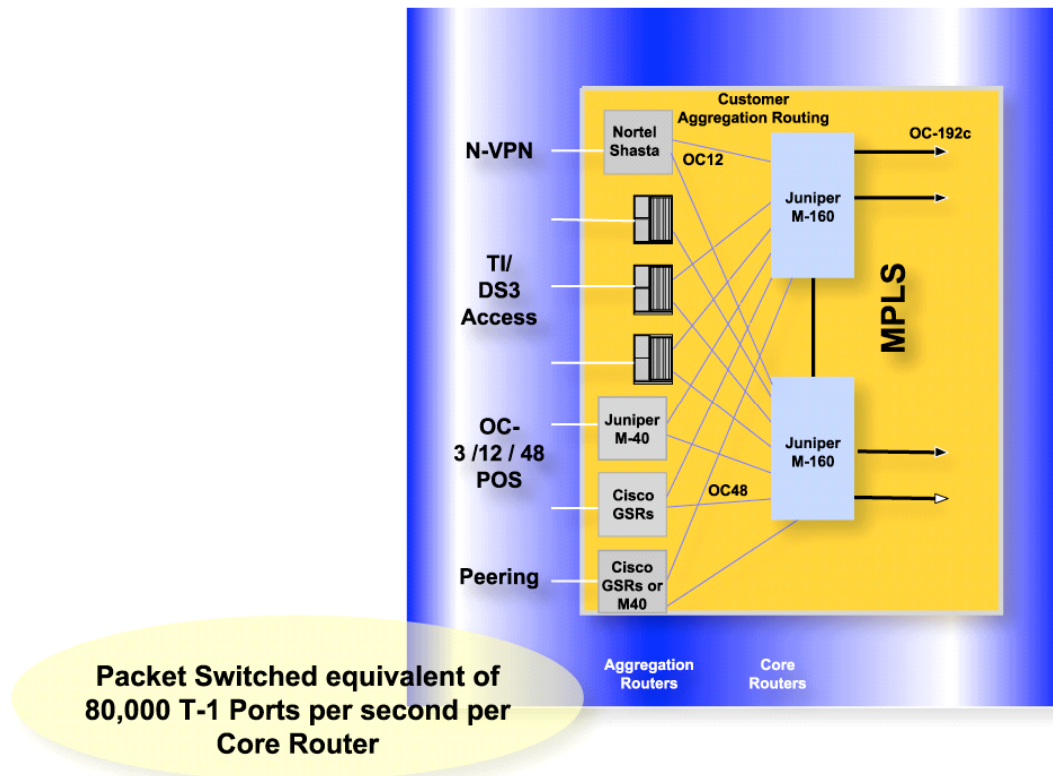 Customer
Aggregation Routing
N-VPN
Nortel
Shasta
OC12
OC-192c
Juniper
M-160
TI/
DS3
Access
MPLS
OC-
3 /12 / 48
POS
Juniper
M-40
Juniper
M-160
Cisco
GSRs
OC48
Peering
Cisco
GSRs or
M40
Aggregation
Routers
Core
Routers
Packet Switched equivalent of
80,000 T-1 Ports per second per
Core Router